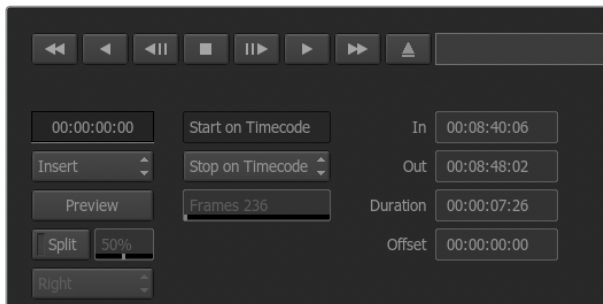 00:00:00:00 Start on Timecode In 00:08:40:06
Insert Stop on Timecode Out 00:08:48:02
Preview Frames 236 Duration 00:00:07:26
Split 50% Offset 00:00:00:00
Right